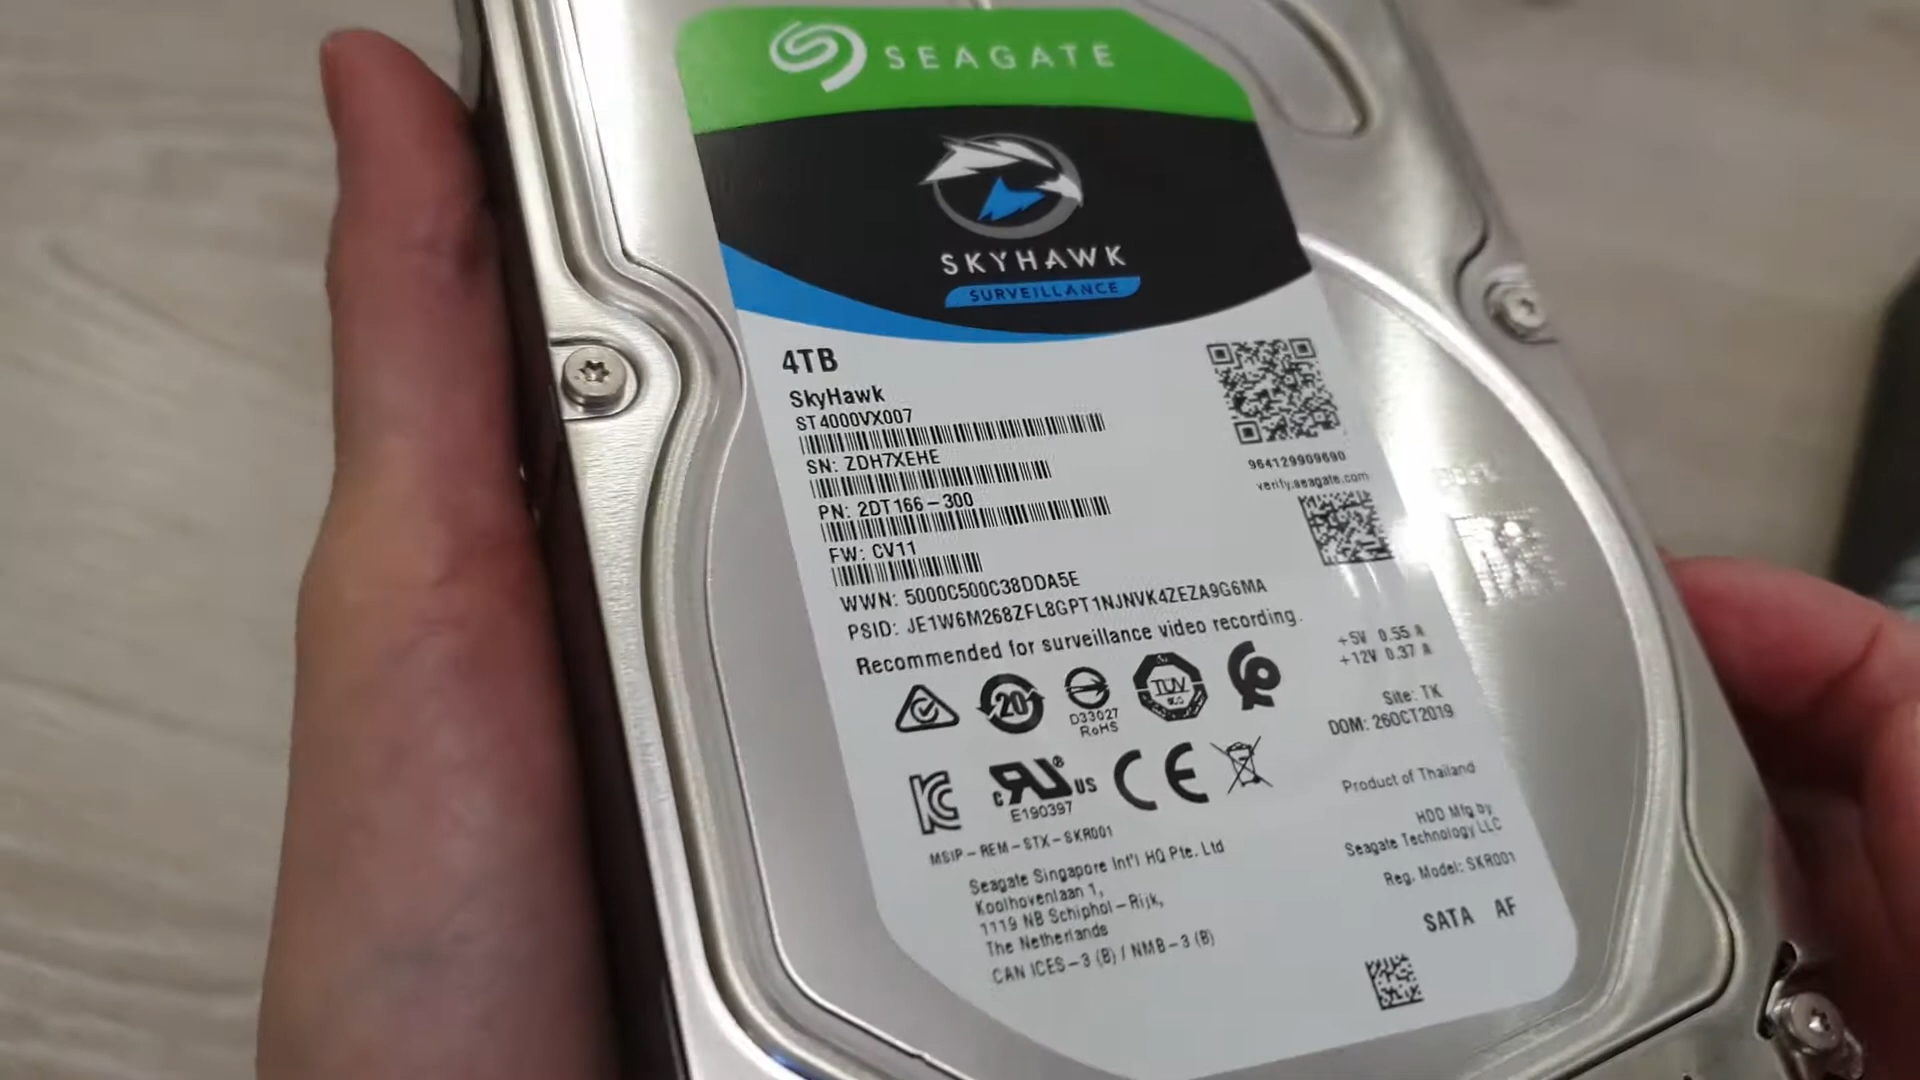 SEAGATE
SKYHAWK
SURVEILLANCE
4TB
SkyHawk
ST4000VX007
SN: ZDH7XEHE
PN: 2DT166-300
FW: CV11
WWN: 5000C500C38DDA5E
PSID: JE1W6M268ZFL8GPT1NJNVK4ZEZA9G6MA
Recommended for surveillance video recording.
964129909690
verify.seagate.com
+5V 0.55 A
+12V 0.37 A
Site: TK
DOM: 26OCT2019
Product of Thailand
HDD Mfg by
Seagate Technology LLC
Reg. Model: SKR001
SATA AF
20
D33027
RoHS
TÜV
c RU US
E190397
CE
MSIP-REM-STX-SKR001
Seagate Singapore Int'l HQ Pte. Ltd
Koolhovenlaan 1,
1119 NB Schiphol-Rijk,
The Netherlands
CAN ICES-3 (B) / NMB-3 (B)